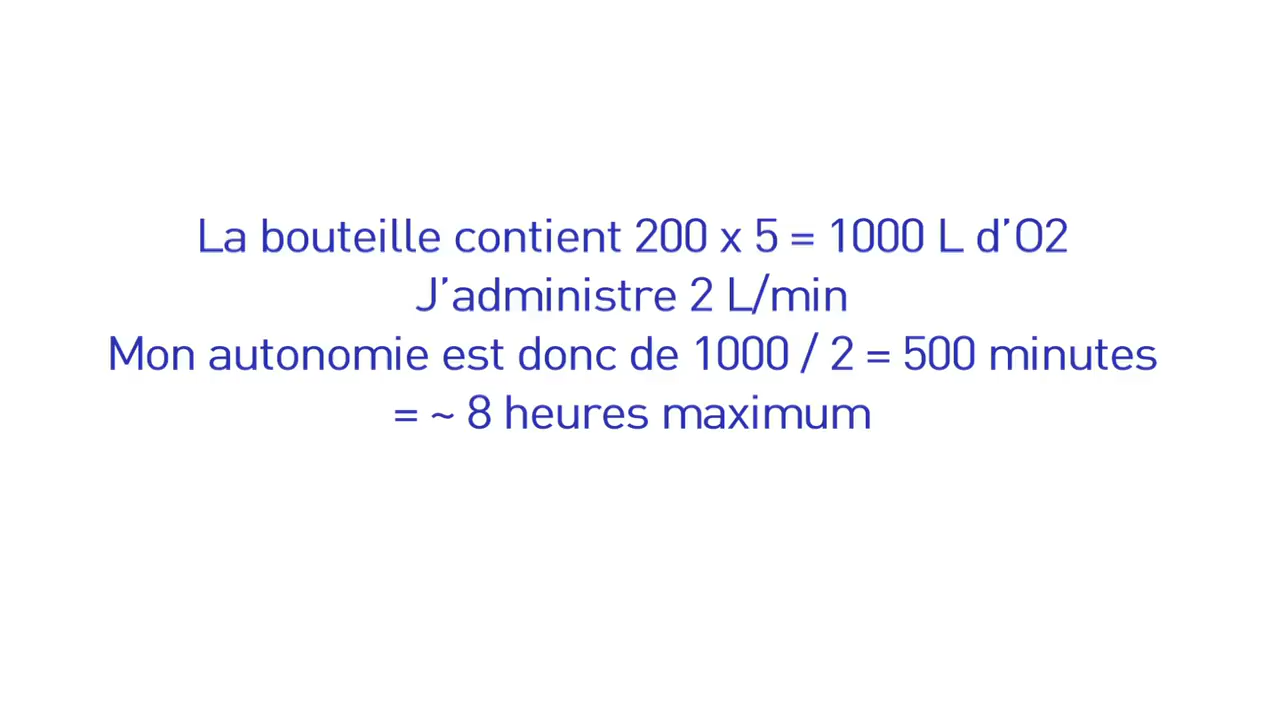 La bouteille contient 200 x 5 = 1000 L d’O2
J’administre 2 L/min
Mon autonomie est donc de 1000 / 2 = 500 minutes
= ~ 8 heures maximum